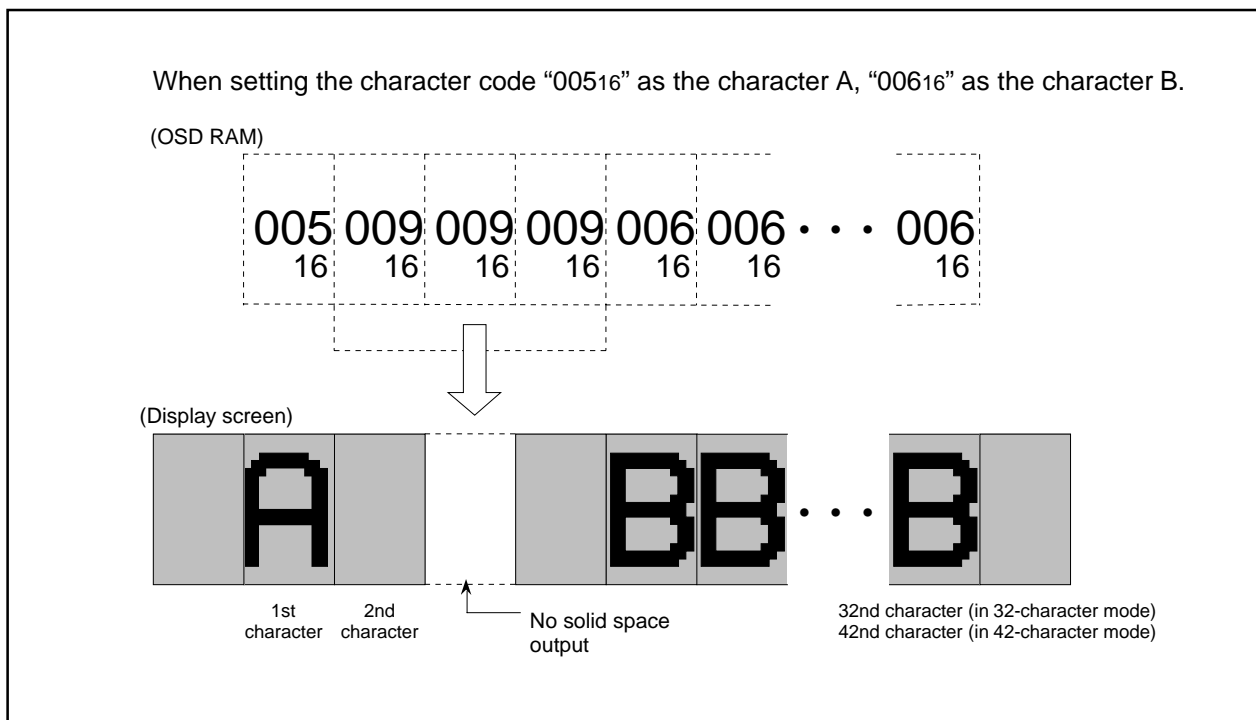 When setting the character code “00516” as the character A, “00616” as the character B.
(OSD RAM)
005 009 009 009 006 006 • • • 006
16 16 16 16 16 16 16
(Display screen)
A B B • • • B
1st character
2nd character
No solid space
output
32nd character (in 32-character mode)
42nd character (in 42-character mode)